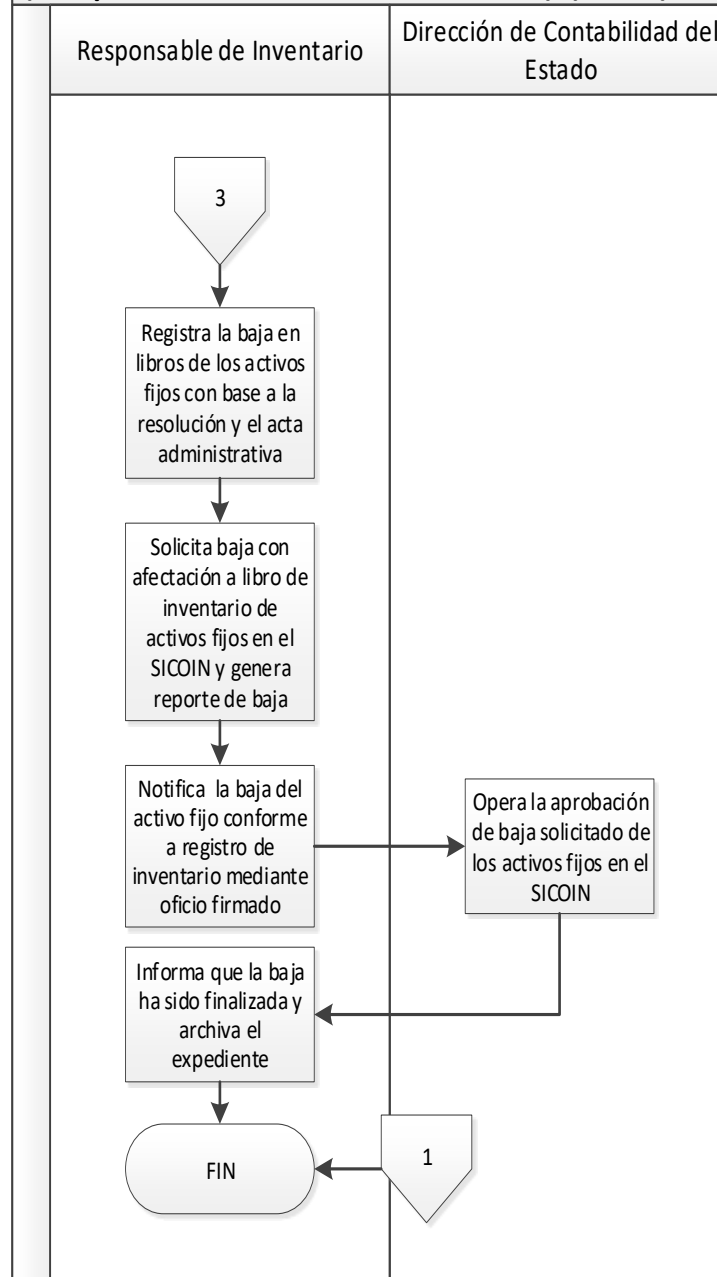 Responsable de Inventario
Dirección de Contabilidad del
Estado
3
Registra la baja en
libros de los activos
fijos con base a la
resolución y el acta
administrativa
Solicita baja con
afectación a libro de
inventario de
activos fijos en el
SICOIN y genera
reporte de baja
Notifica la baja del
activo fijo conforme
a registro de
inventario mediante
oficio firmado
Opera la aprobación
de baja solicitado de
los activos fijos en el
SICOIN
Informa que la baja
ha sido finalizada y
archiva el
expediente
FIN
1